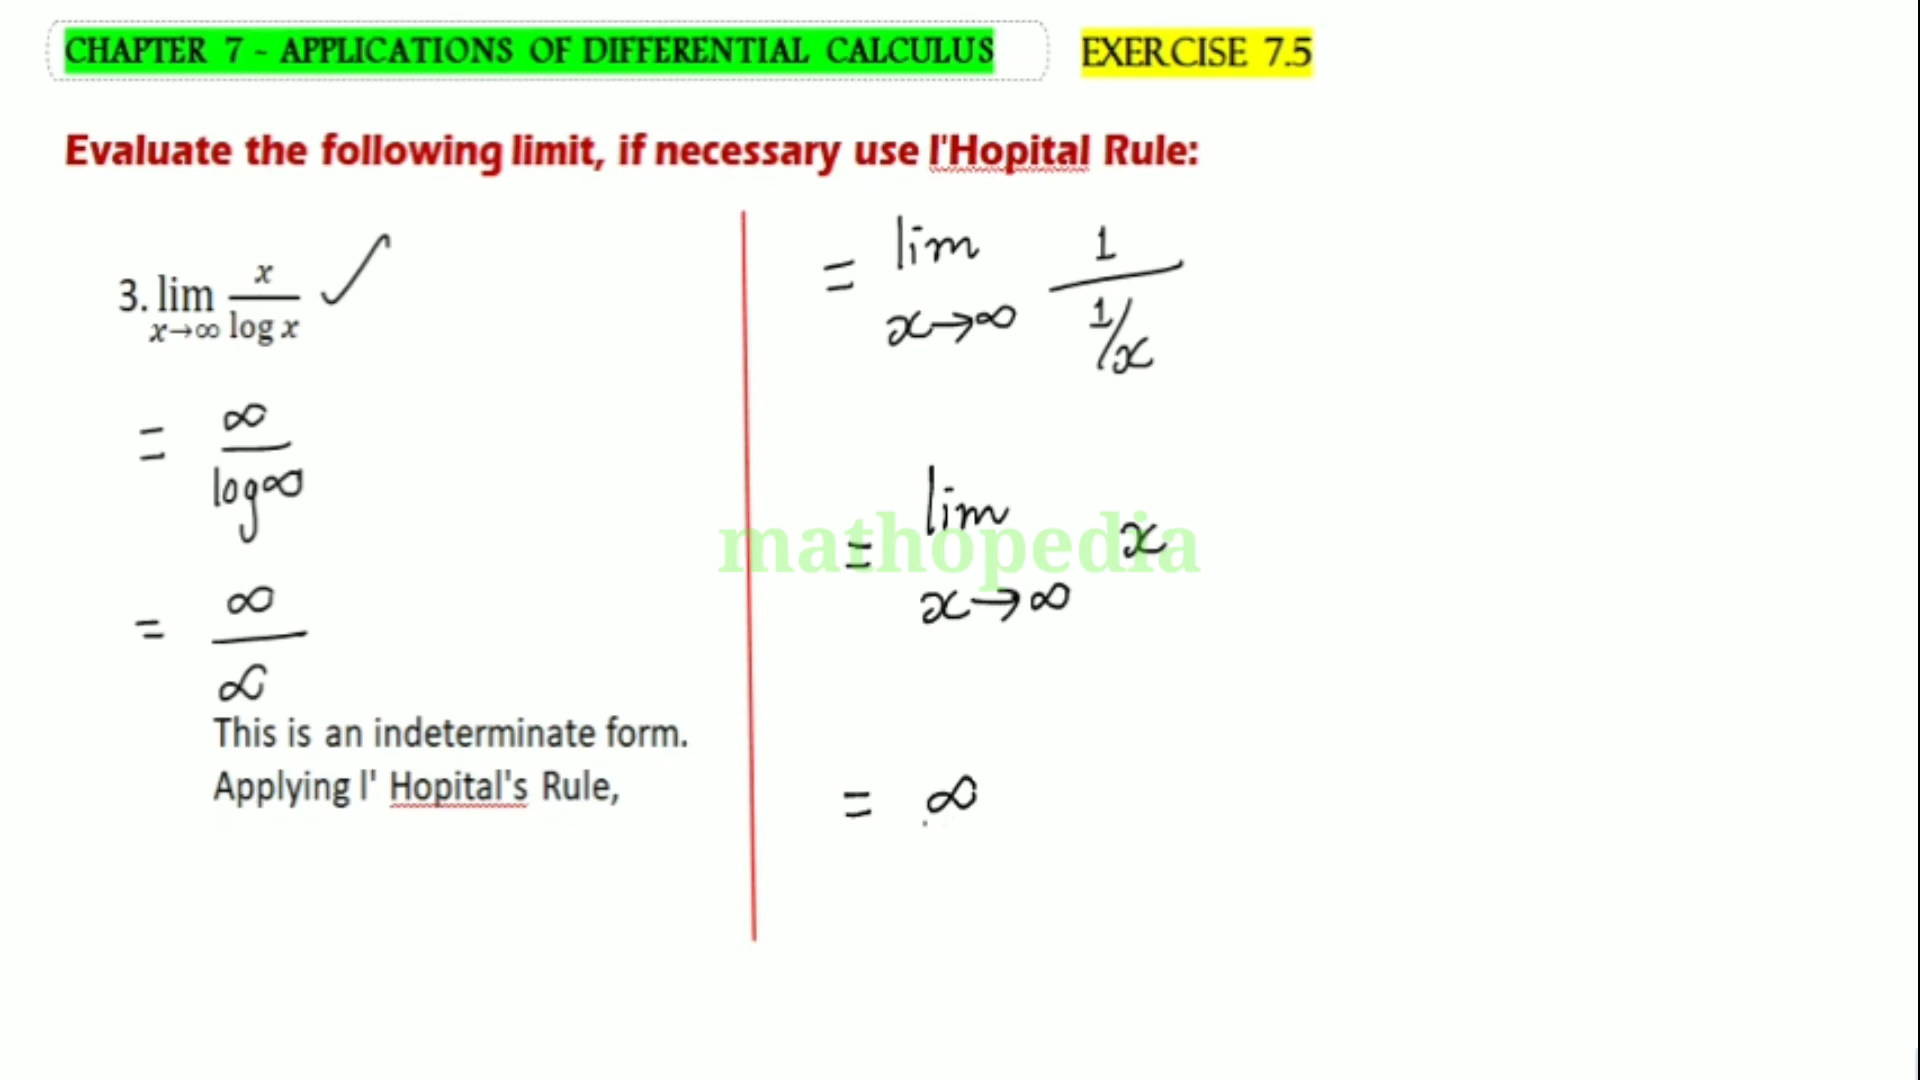 CHAPTER 7 - APPLICATIONS OF DIFFERENTIAL CALCULUS EXERCISE 7.5
Evaluate the following limit, if necessary use l'Hopital Rule:
3. lim x→∞ x / log x
= ∞ / log ∞
= ∞ / ∞
This is an indeterminate form.
Applying l' Hopital's Rule,
= lim x→∞ 1 / 1/x
= lim x→∞ x
= ∞
mathopedia